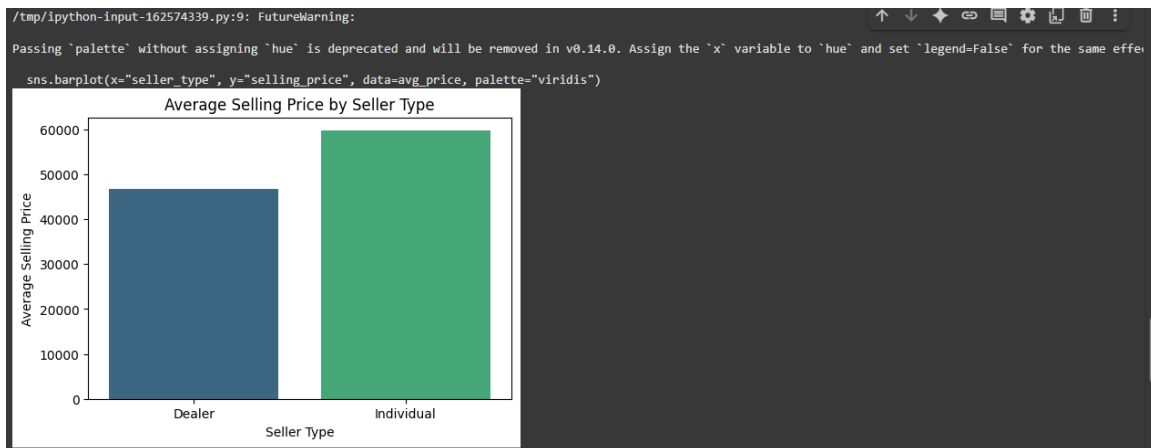 /tmp/ipython-input-162574339.py:9: FutureWarning:
Passing `palette` without assigning `hue` is deprecated and will be removed in v0.14.0. Assign the `x` variable to `hue` and set `legend=False` for the same effe
sns.barplot(x="seller_type", y="selling_price", data=avg_price, palette="viridis")
Average Selling Price by Seller Type
Average Selling Price
60000
50000
40000
30000
20000
10000
0
Dealer Individual
Seller Type